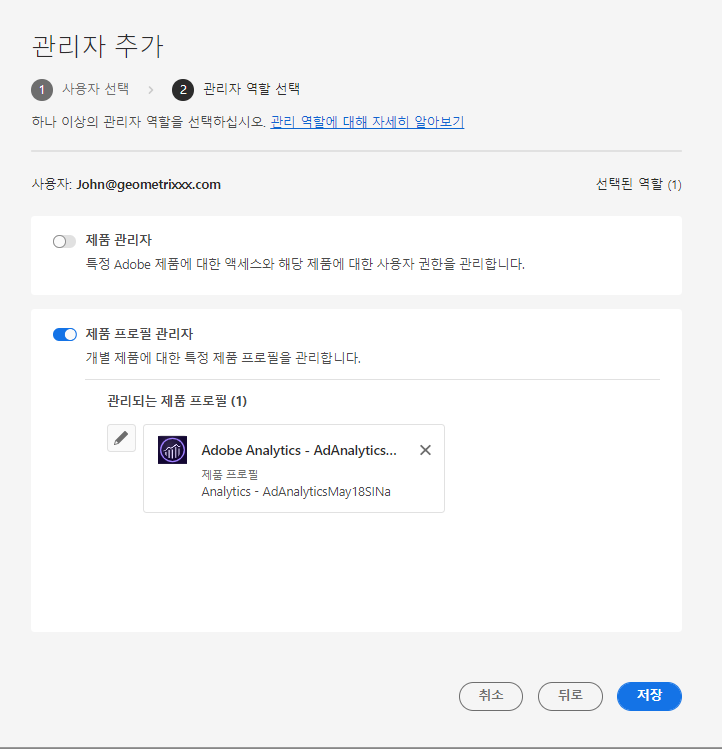 관리자 추가
1 사용자 선택 > 2 관리자 역할 선택
하나 이상의 관리자 역할을 선택하십시오. 관리 역할에 대해 자세히 알아보기
사용자: John@geometrixxx.com 선택된 역할 (1)
제품 관리자
특정 Adobe 제품에 대한 액세스와 해당 제품에 대한 사용자 권한을 관리합니다.
제품 프로필 관리자
개별 제품에 대한 특정 제품 프로필을 관리합니다.
관리되는 제품 프로필 (1)
Adobe Analytics - AdAnalytics...
제품 프로필
Analytics - AdAnalyticsMay18SINa
취소 뒤로 저장